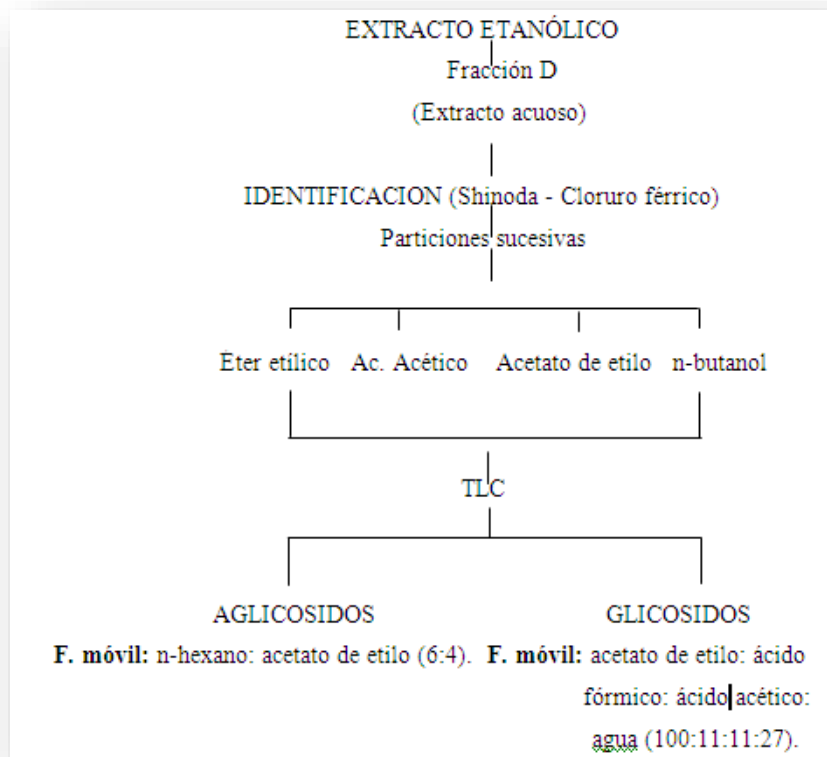 EXTRACTO ETANÓLICO
Fracción D
(Extracto acuoso)
IDENTIFICACION (Shinoda - Cloruro férrico)
Particiones sucesivas
Éter etílico Ac. Acético Acetato de etilo n-butanol
TLC
AGLICOSIDOS GLICOSIDOS
F. móvil: n-hexano: acetato de etilo (6:4). F. móvil: acetato de etilo: ácido
fórmico: ácido acético:
agua (100:11:11:27).